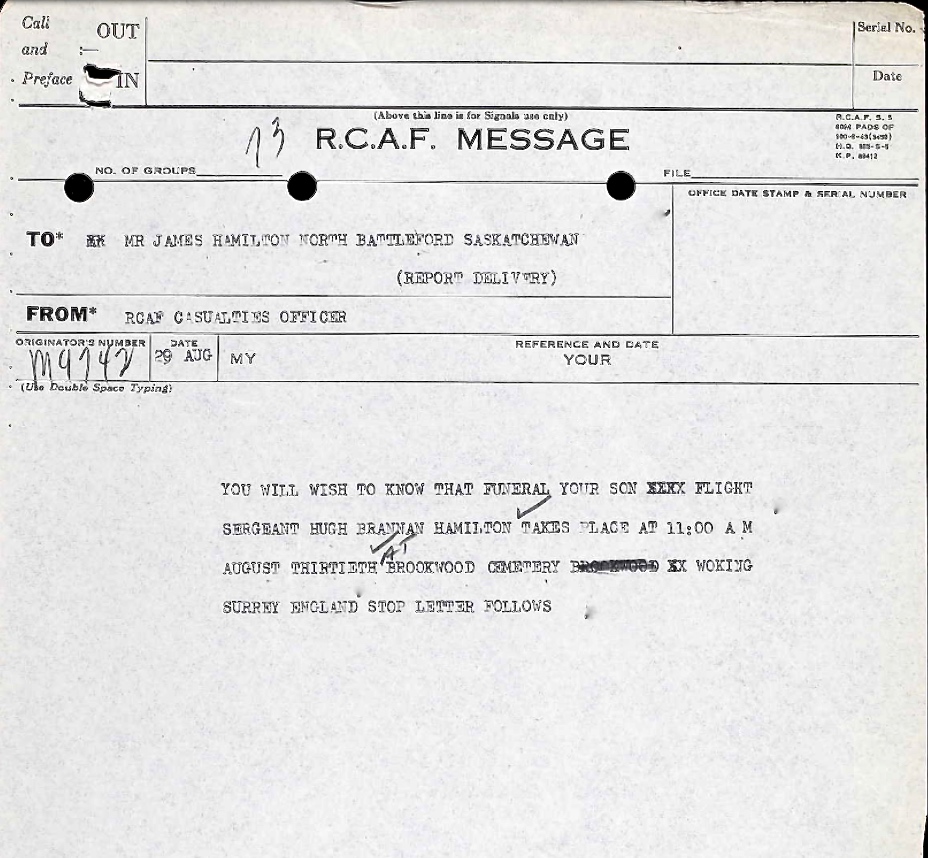 Call
and :— OUT
Preface IN
Serial No.
Date
(Above this line is for Signals use only)
73 R.C.A.F. MESSAGE
R.C.A.F. S. 5
PADS OF
NO. OF GROUPS
FILE
OFFICE DATE STAMP & SERIAL NUMBER
TO* XX MR JAMES HAMILTON NORTH BATTLEFORD SASKATCHEWAN
(REPORT DELIVERY)
FROM* RCAF CASUALTIES OFFICER
ORIGINATOR'S NUMBER DATE REFERENCE AND DATE
M9742 29 AUG MY YOUR
(Use Double Space Typing)
YOU WILL WISH TO KNOW THAT FUNERAL YOUR SON XXXX FLIGHT
SERGEANT HUGH BRANNAN HAMILTON TAKES PLACE AT 11:00 A M
AUGUST THIRTIETH AT BROOKWOOD CEMETERY BROOKWOOD XX WOKING
SURREY ENGLAND STOP LETTER FOLLOWS